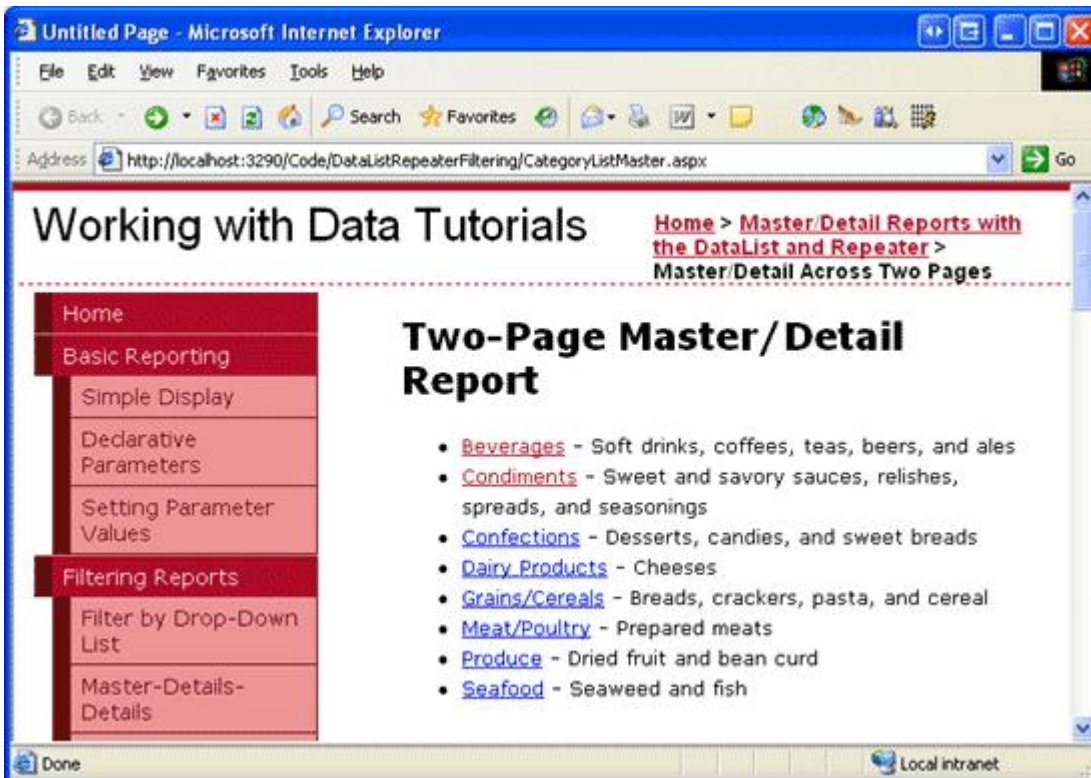 Untitled Page - Microsoft Internet Explorer
File Edit View Favorites Tools Help
Back Search Favorites
Address http://localhost:3290/Code/DataListRepeaterFiltering/CategoryListMaster.aspx Go
Working with Data Tutorials
Home > Master/Detail Reports with
the DataList and Repeater >
Master/Detail Across Two Pages
Home
Basic Reporting
Simple Display
Declarative
Parameters
Setting Parameter
Values
Filtering Reports
Filter by Drop-Down
List
Master-Details-
Details
Two-Page Master/Detail
Report
• Beverages - Soft drinks, coffees, teas, beers, and ales
• Condiments - Sweet and savory sauces, relishes,
spreads, and seasonings
• Confections - Desserts, candies, and sweet breads
• Dairy Products - Cheeses
• Grains/Cereals - Breads, crackers, pasta, and cereal
• Meat/Poultry - Prepared meats
• Produce - Dried fruit and bean curd
• Seafood - Seaweed and fish
Done Local intranet